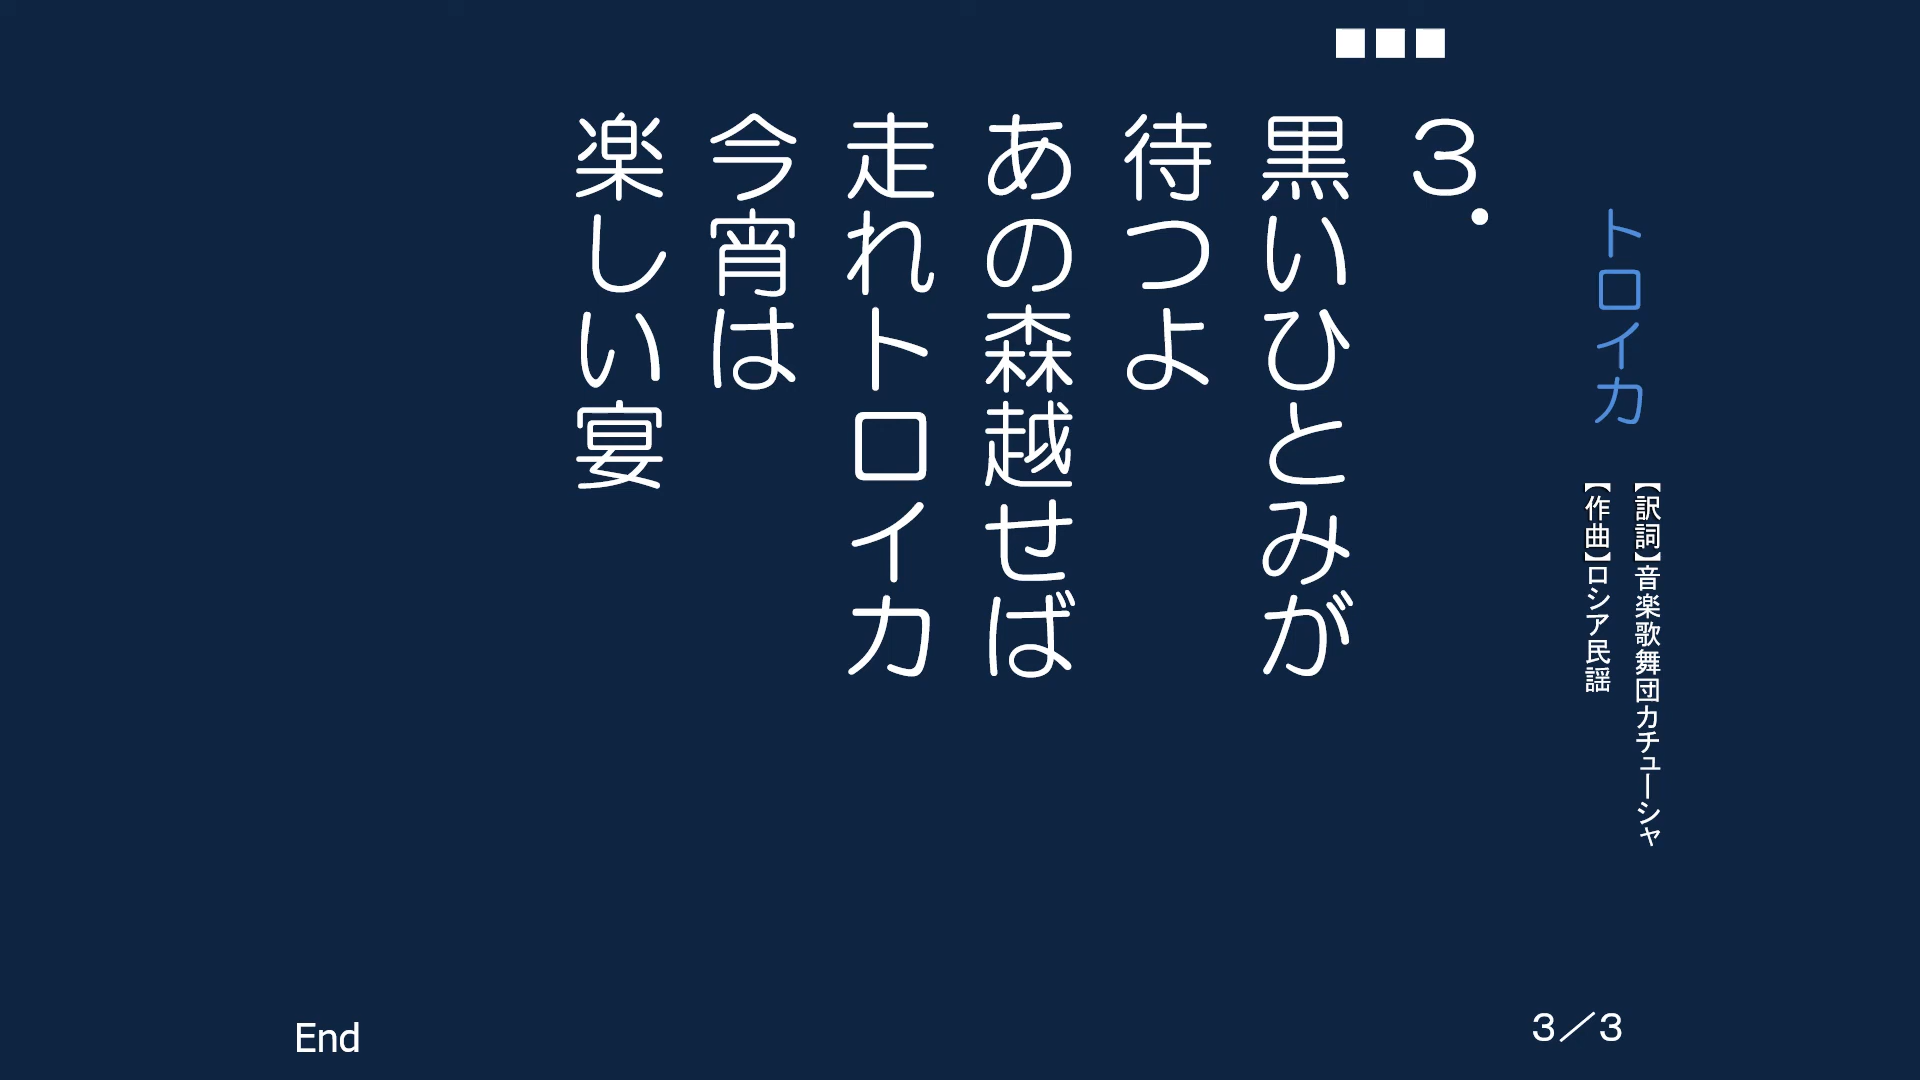 トロイカ
【訳詞】音楽歌舞団カチューシャ
【作曲】ロシア民謡
■■■
３.
黒いひとみが
待つよ
あの森越せば
走れトロイカ
今宵は
楽しい宴
３／３
End